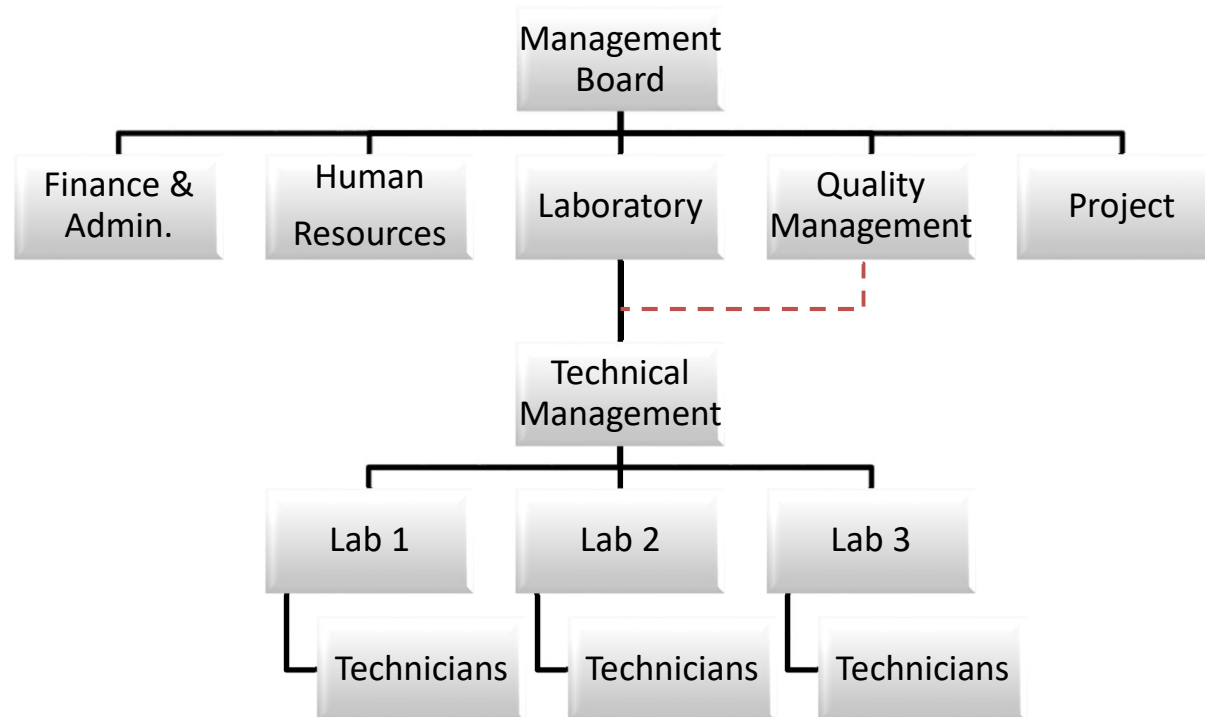 Management
Board
Finance &
Admin.
Human
Resources
Laboratory
Quality
Management
Project
Technical
Management
Lab 1
Lab 2
Lab 3
Technicians
Technicians
Technicians